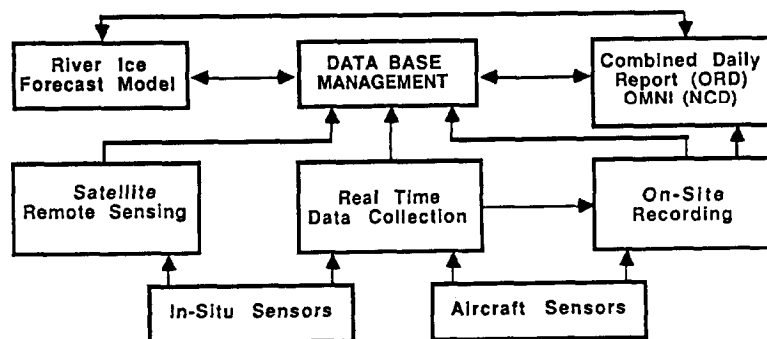 River Ice
Forecast Model
DATA BASE
MANAGEMENT
Combined Daily
Report (ORD)
OMNI (NCD)
Satellite
Remote Sensing
Real Time
Data Collection
On-Site
Recording
In-Situ Sensors
Aircraft Sensors